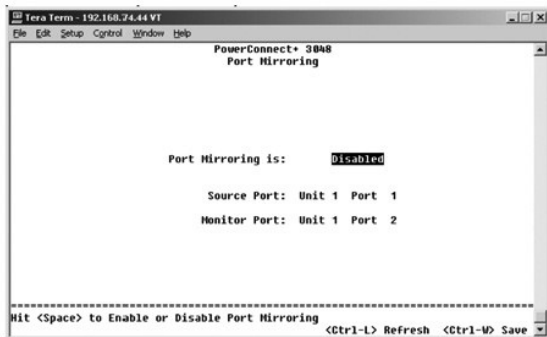 Tera Term - 192.168.74.44 VT
File Edit Setup Control Window Help
PowerConnect+ 3048
Port Mirroring
Port Mirroring is: Disabled
Source Port: Unit 1 Port 1
Monitor Port: Unit 1 Port 2
Hit <Space> to Enable or Disable Port Mirroring
<Ctrl-L> Refresh <Ctrl-W> Save